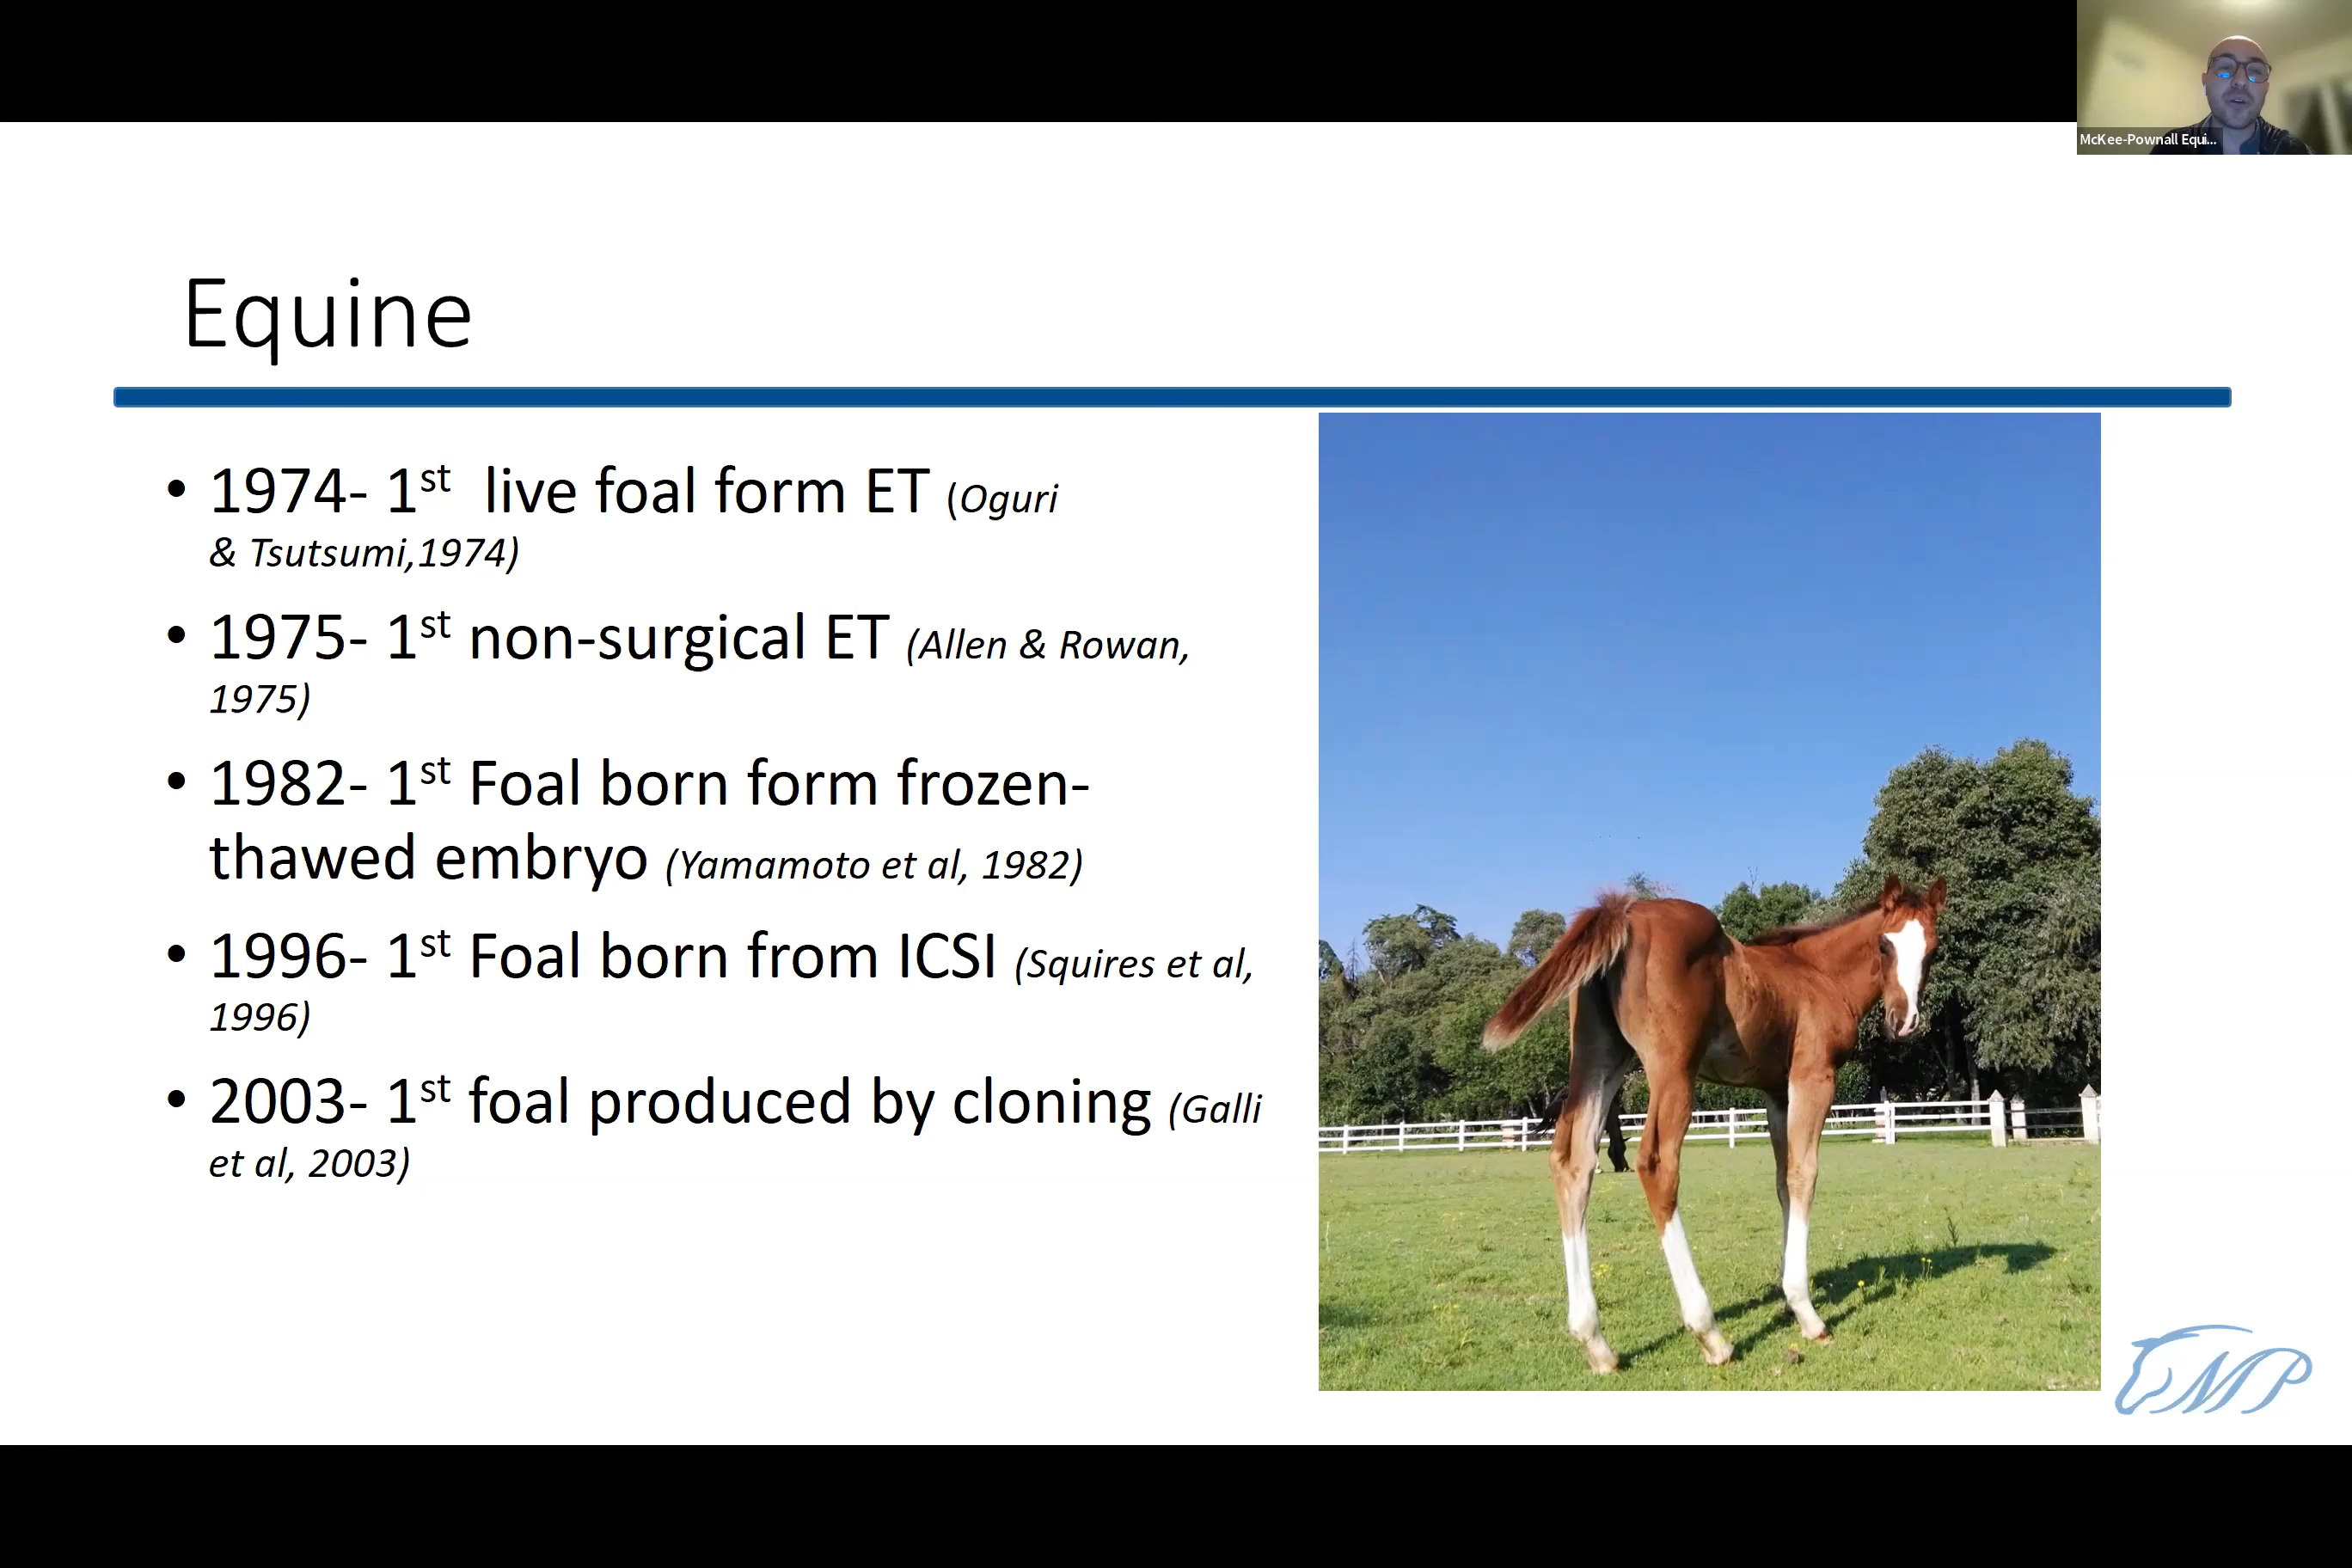 McKee-Pownall Equi...
Equine
• 1974- 1st live foal form ET (Oguri
& Tsutsumi,1974)
• 1975- 1st non-surgical ET (Allen & Rowan,
1975)
• 1982- 1st Foal born form frozen-
thawed embryo (Yamamoto et al, 1982)
• 1996- 1st Foal born from ICSI (Squires et al,
1996)
• 2003- 1st foal produced by cloning (Galli
et al, 2003)
MP